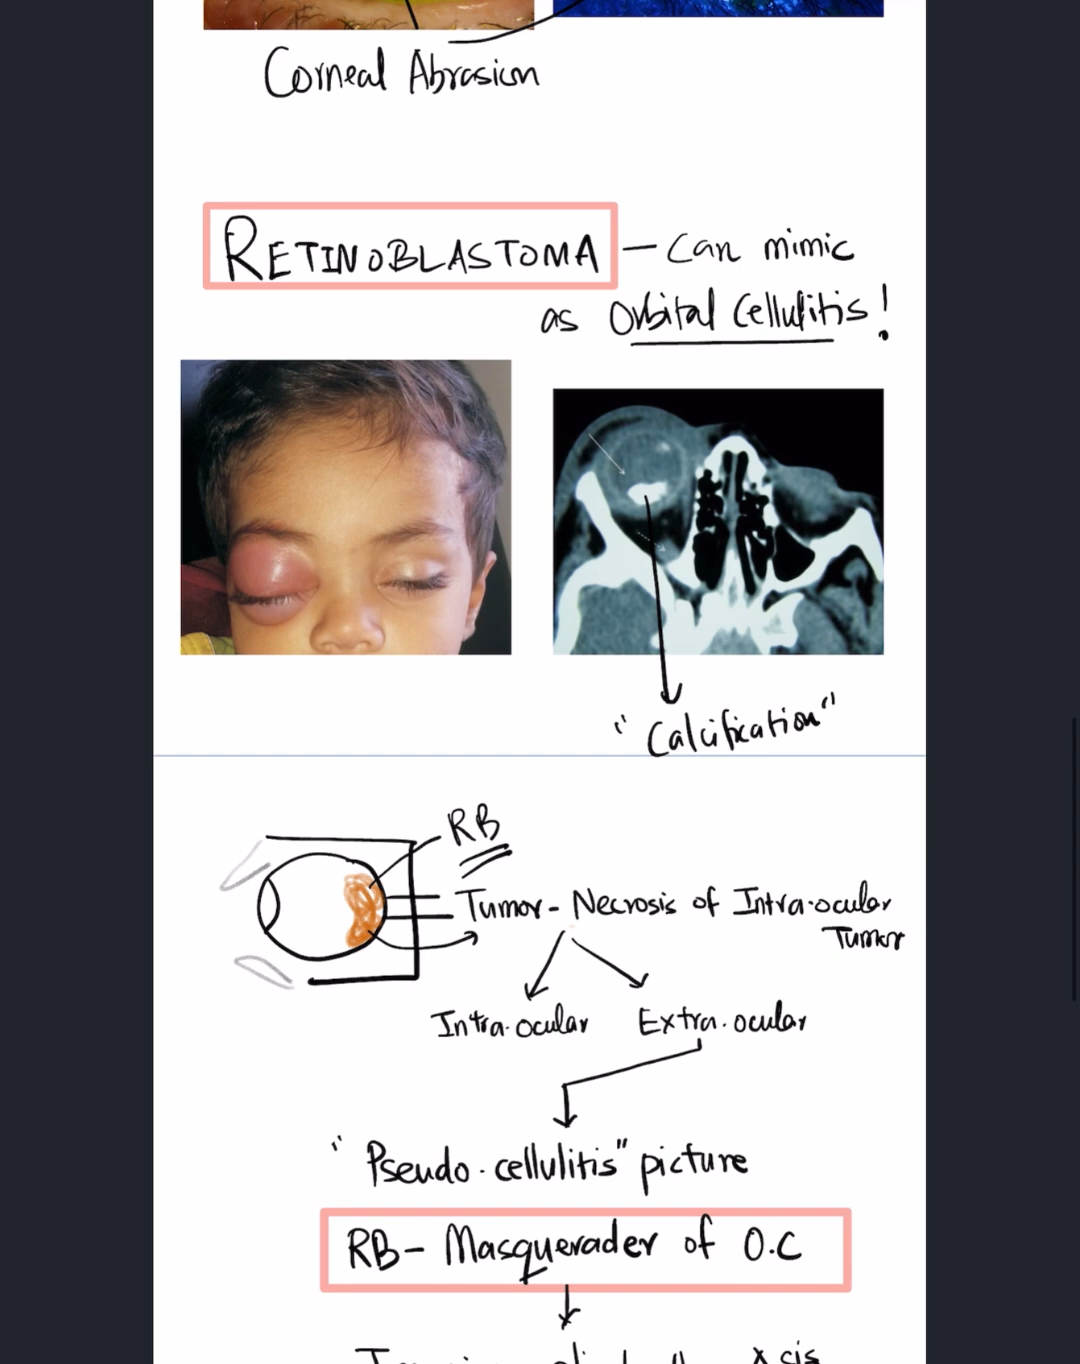 Corneal Abrasion
RETINOBLASTOMA — Can mimic
as Orbital Cellulitis!
"Calcification"
RB
Tumor - Necrosis of Intra-ocular
Tumor
Intra-ocular Extra-ocular
"Pseudo-cellulitis" picture
RB - Masquerader of O.C